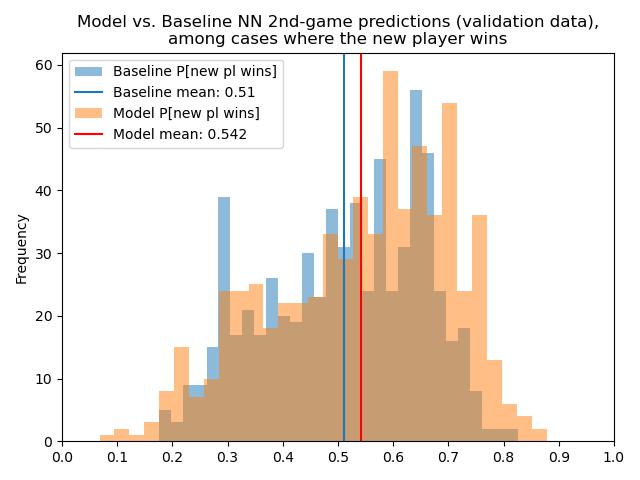 Model vs. Baseline NN 2nd-game predictions (validation data),
among cases where the new player wins
Baseline P[new pl wins]
Baseline mean: 0.51
Model P[new pl wins]
Model mean: 0.542
Frequency
60
50
40
30
20
10
0
0.0 0.1 0.2 0.3 0.4 0.5 0.6 0.7 0.8 0.9 1.0